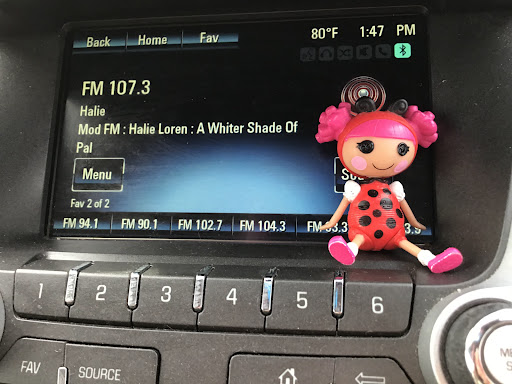 Back Home Fav 80°F 1:47 PM
FM 107.3
Halie
Mod FM : Halie Loren : A Whiter Shade Of
Pal
Menu
Fav 2 of 2
FM 94.1 FM 90.1 FM 102.7 FM 104.3
1 2 3 4 5 6
FAV SOURCE